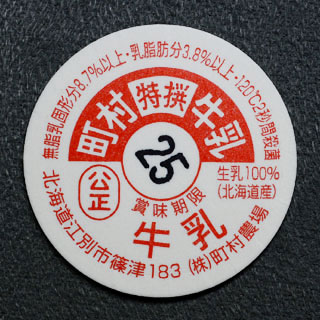 無脂乳固形分8.7%以上・乳脂肪分3.8%以上・120℃2秒間殺菌
町村特撰牛乳
25
公正
賞味期限
生乳100%
(北海道産)
牛乳
北海道江別市篠津183 (株)町村農場